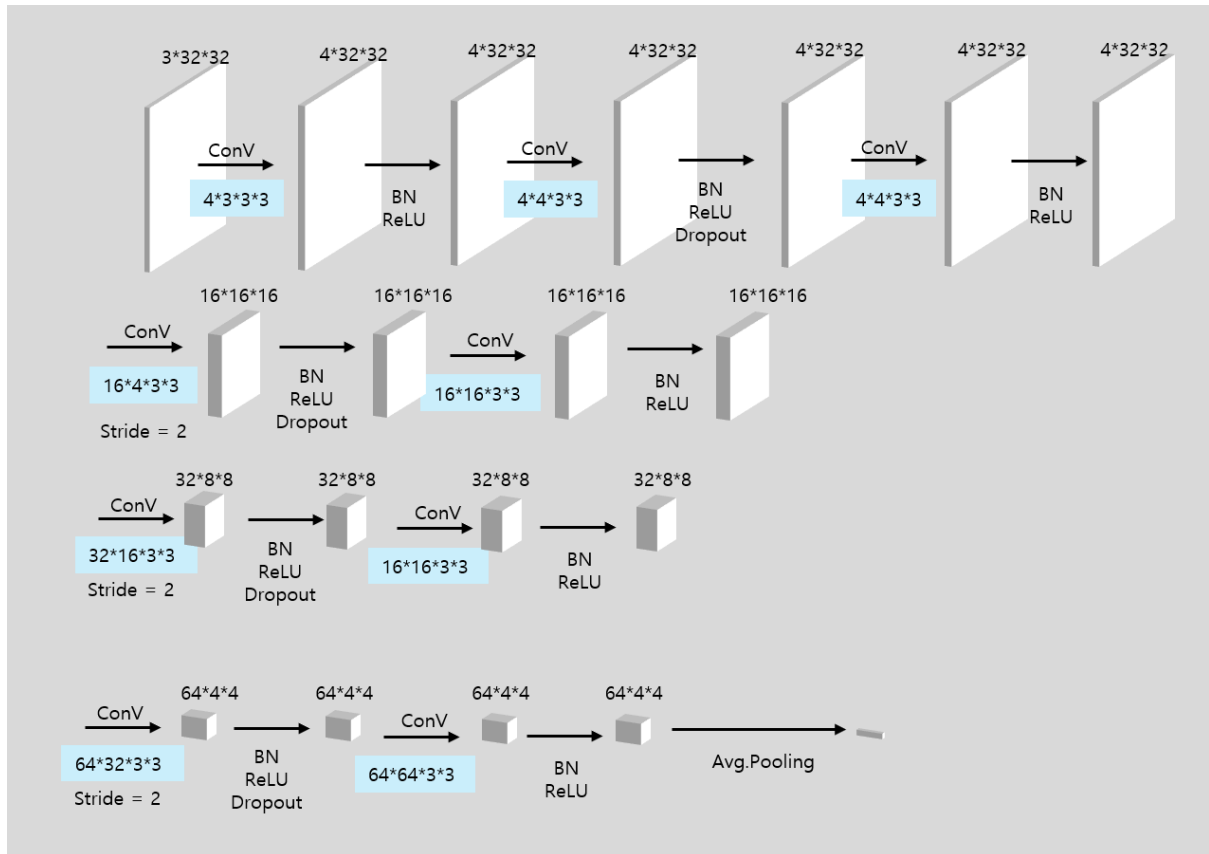 3*32*32
4*32*32
4*32*32
4*32*32
4*32*32
4*32*32
4*32*32
ConV
4*3*3*3
BN
ReLU
ConV
4*4*3*3
BN
ReLU
Dropout
ConV
4*4*3*3
BN
ReLU
16*16*16
16*16*16
16*16*16
16*16*16
ConV
16*4*3*3
Stride = 2
BN
ReLU
Dropout
ConV
16*16*3*3
BN
ReLU
32*8*8
32*8*8
32*8*8
32*8*8
ConV
32*16*3*3
Stride = 2
BN
ReLU
Dropout
ConV
16*16*3*3
BN
ReLU
64*4*4
64*4*4
64*4*4
64*4*4
ConV
64*32*3*3
Stride = 2
BN
ReLU
Dropout
ConV
64*64*3*3
BN
ReLU
Avg.Pooling